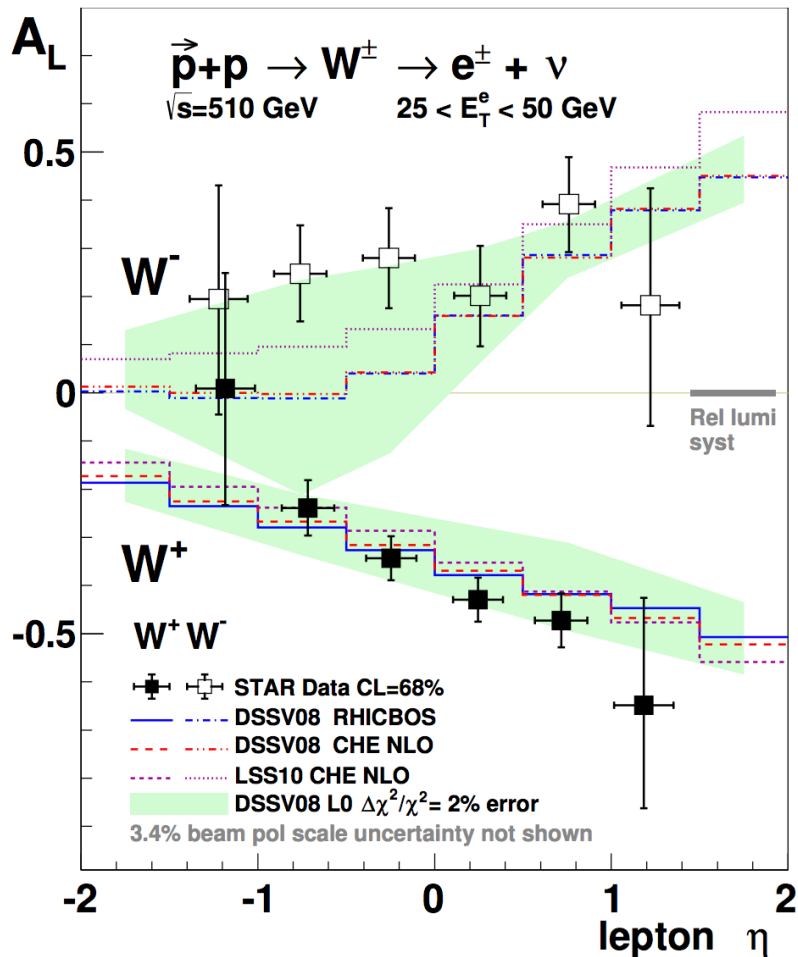 A_L
p⃗+p → W^± → e^± + ν
√s=510 GeV 25 < E_T^e < 50 GeV
0.5
W^-
0
Rel lumi
syst
W^+
-0.5
W^+ W^-
STAR Data CL=68%
DSSV08 RHICBOS
DSSV08 CHE NLO
LSS10 CHE NLO
DSSV08 L0 Δχ²/χ²= 2% error
3.4% beam pol scale uncertainty not shown
-2 -1 0 1 2
lepton η